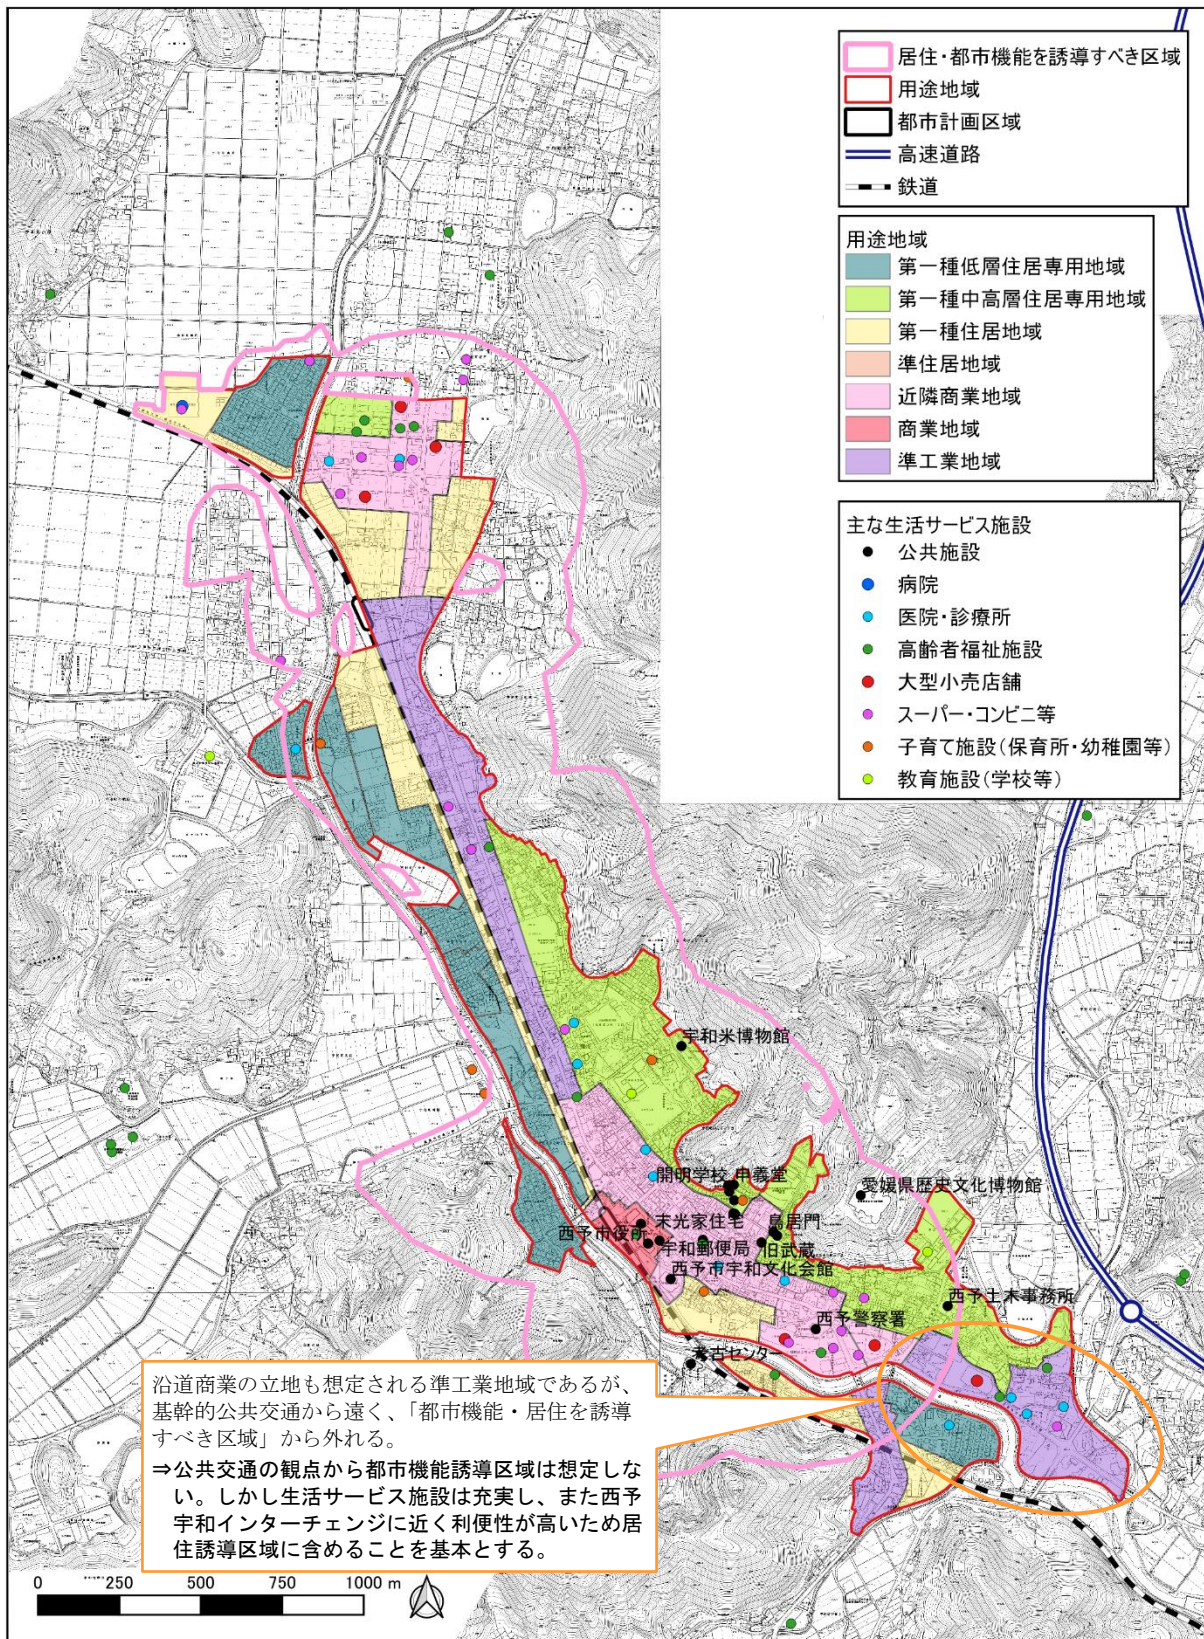 居住・都市機能を誘導すべき区域
用途地域
都市計画区域
高速道路
鉄道
用途地域
第一種低層住居専用地域
第一種中高層住居専用地域
第一種住居地域
準住居地域
近隣商業地域
商業地域
準工業地域
主な生活サービス施設
公共施設
病院
医院・診療所
高齢者福祉施設
大型小売店舗
スーパー・コンビニ等
子育て施設(保育所・幼稚園等)
教育施設(学校等)
宇和米博物館
開明学校
申義堂
愛媛県歴史文化博物館
末光家住宅
鳥居門
西予市役所
宇和郵便局
旧武蔵
西予市宇和文化会館
西予土木事務所
西予警察署
考古センター
沿道商業の立地も想定される準工業地域であるが、
基幹的公共交通から遠く、「都市機能・居住を誘導
すべき区域」から外れる。
⇒公共交通の観点から都市機能誘導区域は想定しな
い。しかし生活サービス施設は充実し、また西予
宇和インターチェンジに近く利便性が高いため居
住誘導区域に含めることを基本とする。
0 250 500 750 1000 m